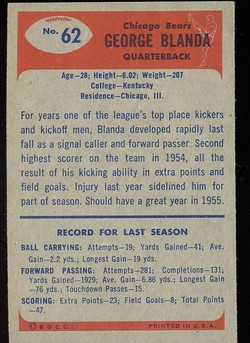 No. 62
Chicago Bears
GEORGE BLANDA
QUARTERBACK
Age—28; Height—6.02; Weight—207
College—Kentucky
Residence—Chicago, Ill.
For years one of the league's top place kickers
and kickoff men, Blanda developed rapidly last
fall as a signal caller and forward passer. Second
highest scorer on the team in 1954, all the
result of his kicking ability in extra points and
field goals. Injury last year sidelined him for
part of season. Should have a great year in 1955.
RECORD FOR LAST SEASON
BALL CARRYING: Attempts—19; Yards Gained—41; Ave.
Gain—2.2 yds.; Longest Gain—19 yds.
FORWARD PASSING: Attempts—281; Completions—131;
Yards Gained—1929; Ave. Gain—6.86 yds.; Longest Gain
—76 yds.; Touchdown Passes—15.
SCORING: Extra Points—23; Field Goals—8; Total Points
—47.
© B.G.C.I. PRINTED IN U.S.A.